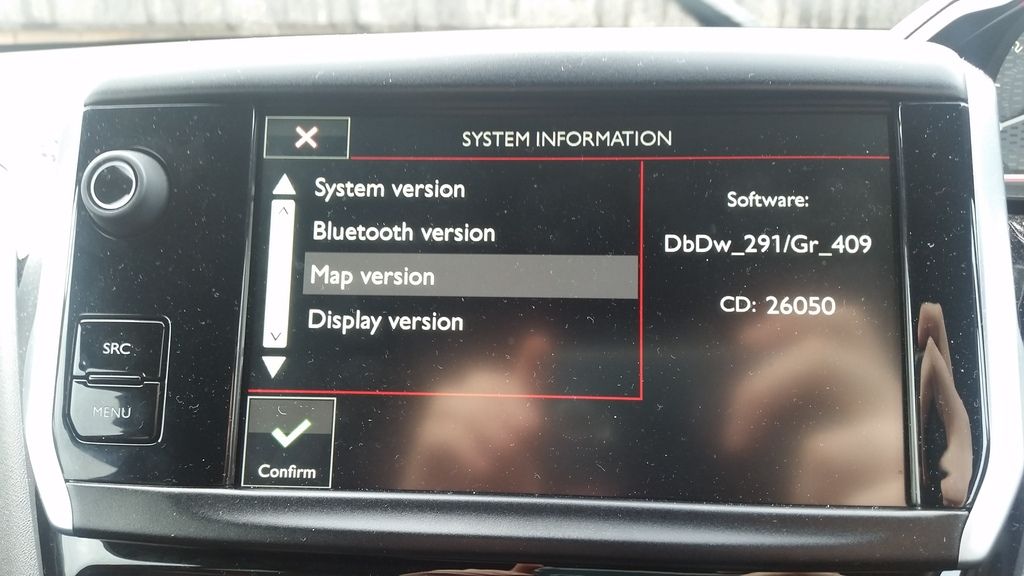 SYSTEM INFORMATION
System version
Bluetooth version
Map version
Display version
Software:
DbDw_291/Gr_409
CD: 26050
SRC
MENU
Confirm